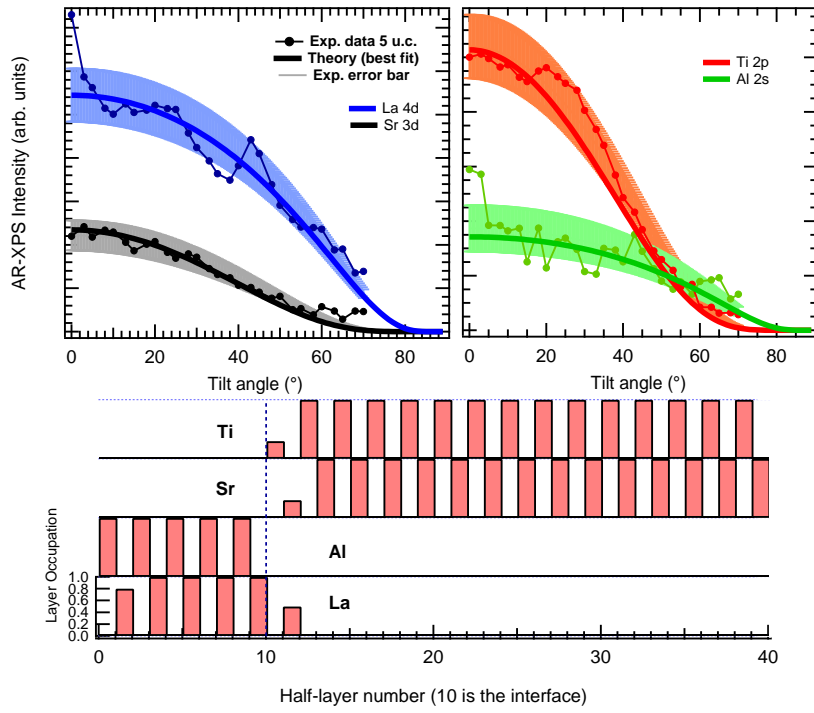 AR-XPS Intensity (arb. units)
Exp. data 5 u.c.
Theory (best fit)
Exp. error bar
La 4d
Sr 3d
Ti 2p
Al 2s
0 20 40 60 80
Tilt angle (°)
0 20 40 60 80
Tilt angle (°)
Ti
Sr
Al
La
Layer Occupation
1.0
0.8
0.6
0.4
0.2
0.0
0 10 20 30 40
Half-layer number (10 is the interface)